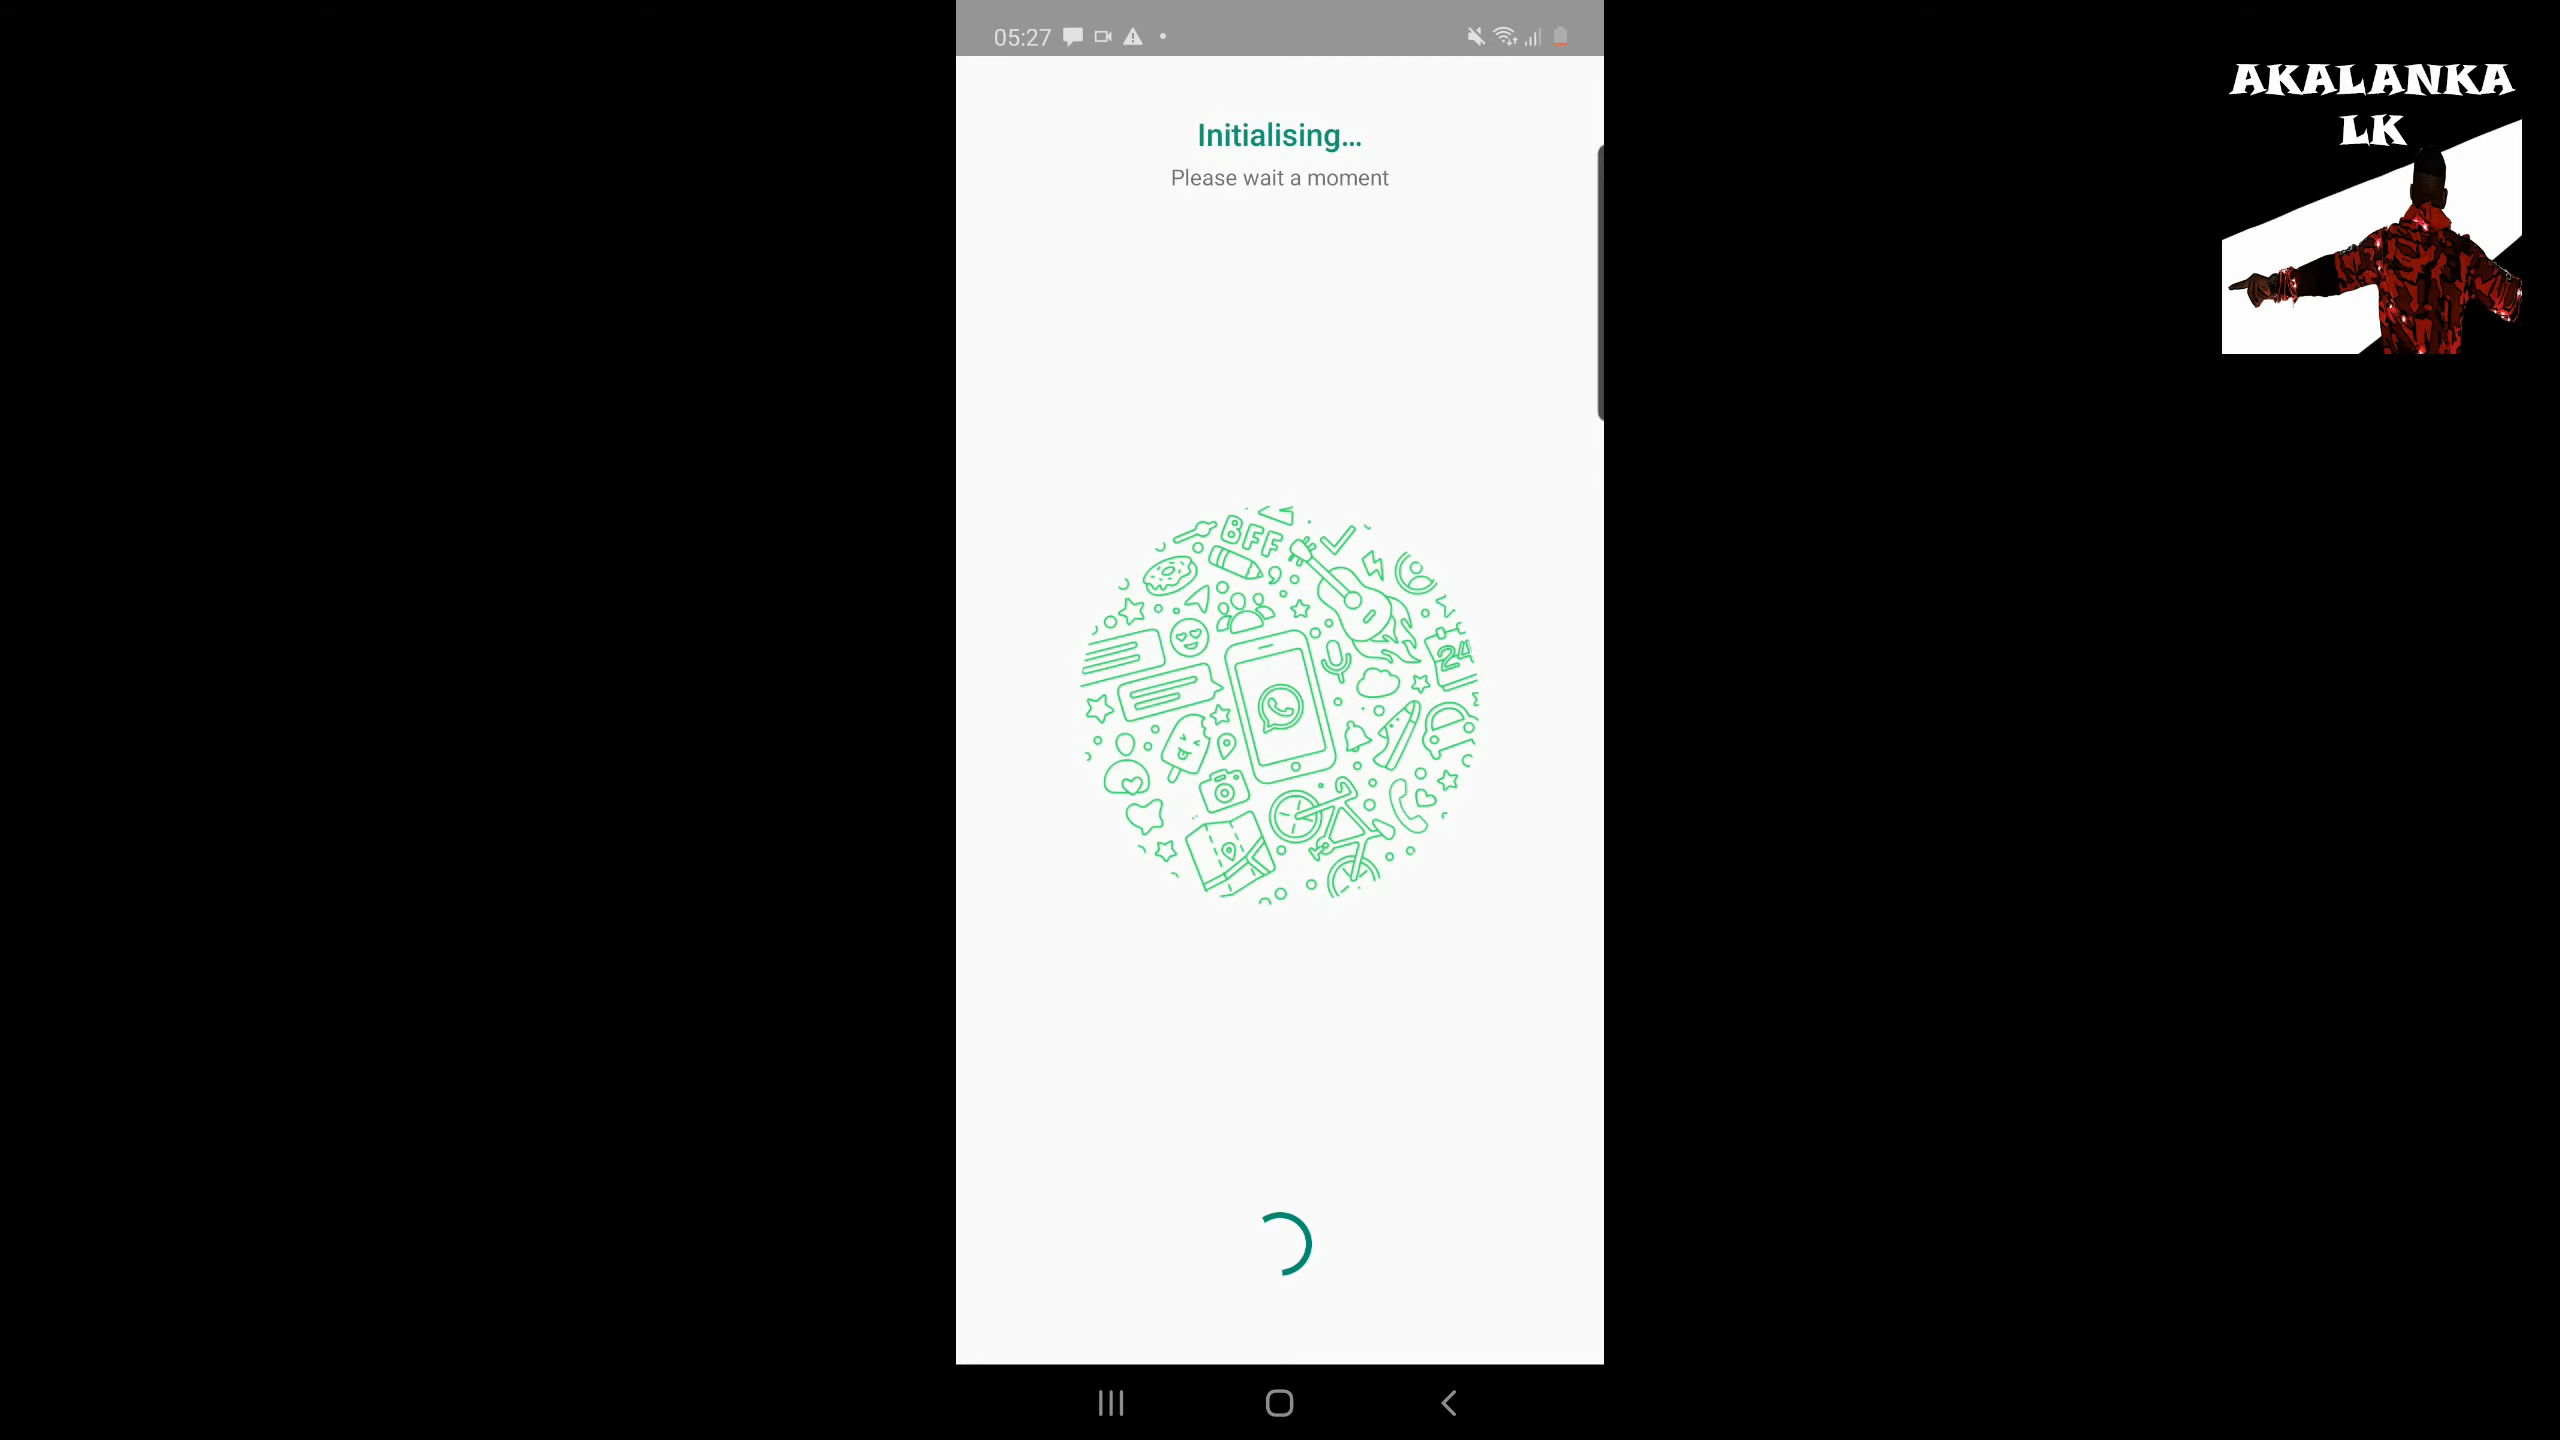 05:27
AKALANKA
LK
Initialising...
Please wait a moment
BFF
24